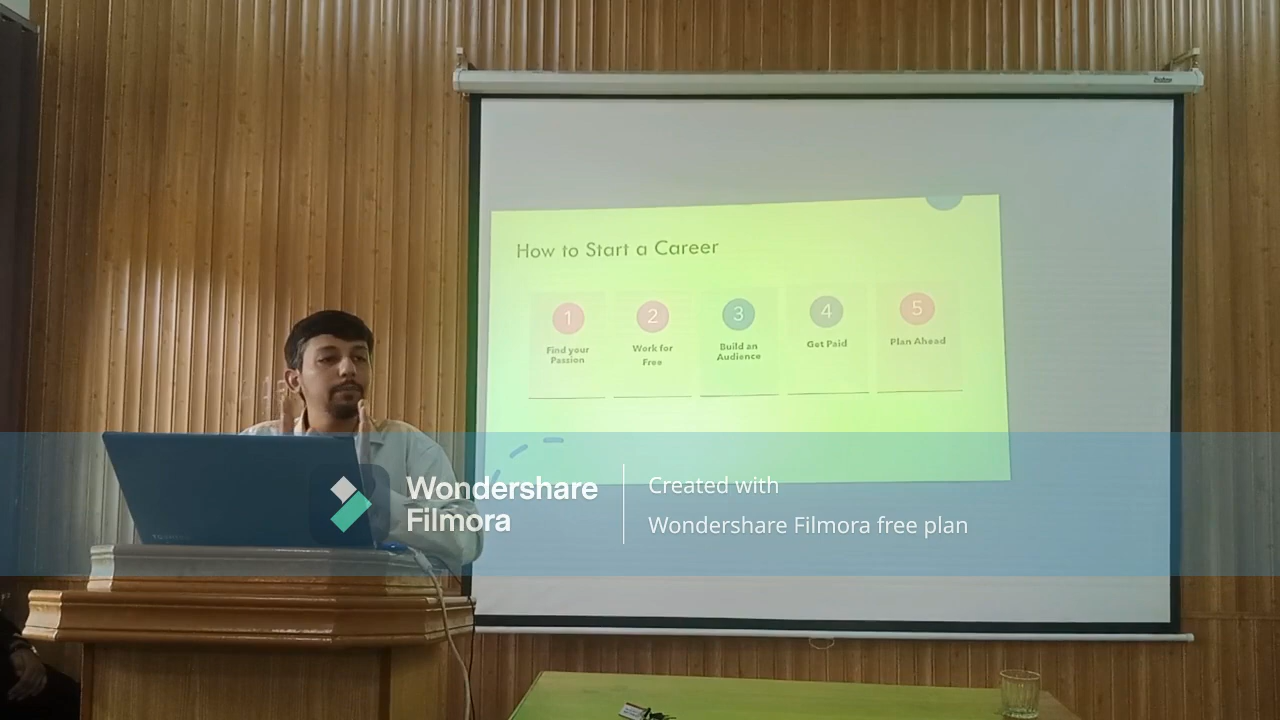 How to Start a Career
1
2
3
4
5
Find your
Passion
Work for
Free
Build an
Audience
Get Paid
Plan Ahead
Wondershare
Filmora
Created with
Wondershare Filmora free plan